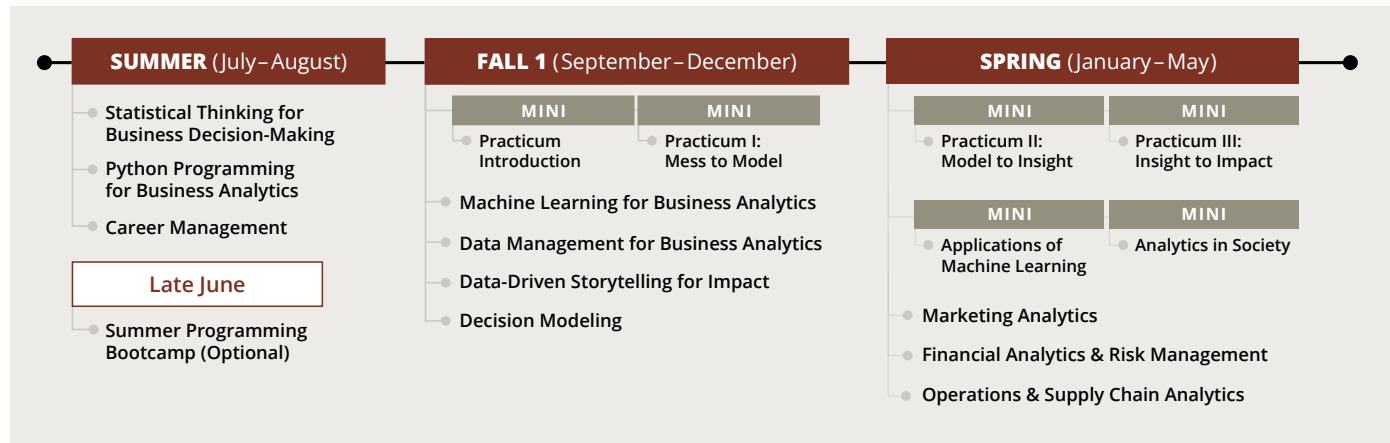 SUMMER (July–August)
Statistical Thinking for
Business Decision-Making
Python Programming
for Business Analytics
Career Management
Late June
Summer Programming
Bootcamp (Optional)
FALL 1 (September–December)
MINI
Practicum
Introduction
MINI
Practicum I:
Mess to Model
Machine Learning for Business Analytics
Data Management for Business Analytics
Data-Driven Storytelling for Impact
Decision Modeling
SPRING (January–May)
MINI
Practicum II:
Model to Insight
MINI
Practicum III:
Insight to Impact
MINI
Applications of
Machine Learning
MINI
Analytics in Society
Marketing Analytics
Financial Analytics & Risk Management
Operations & Supply Chain Analytics